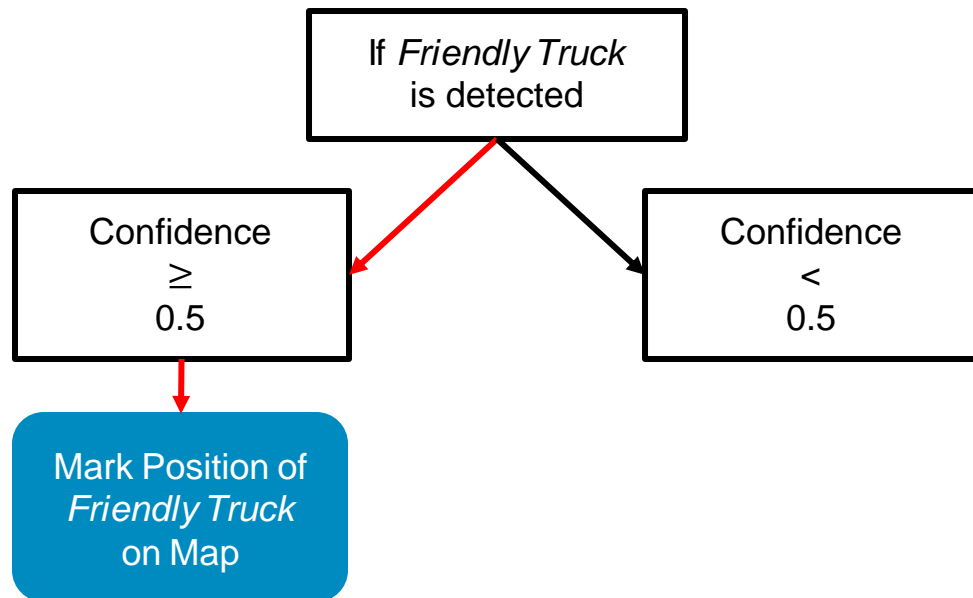 If Friendly Truck
is detected
Confidence
≥
0.5
Confidence
<
0.5
Mark Position of
Friendly Truck
on Map